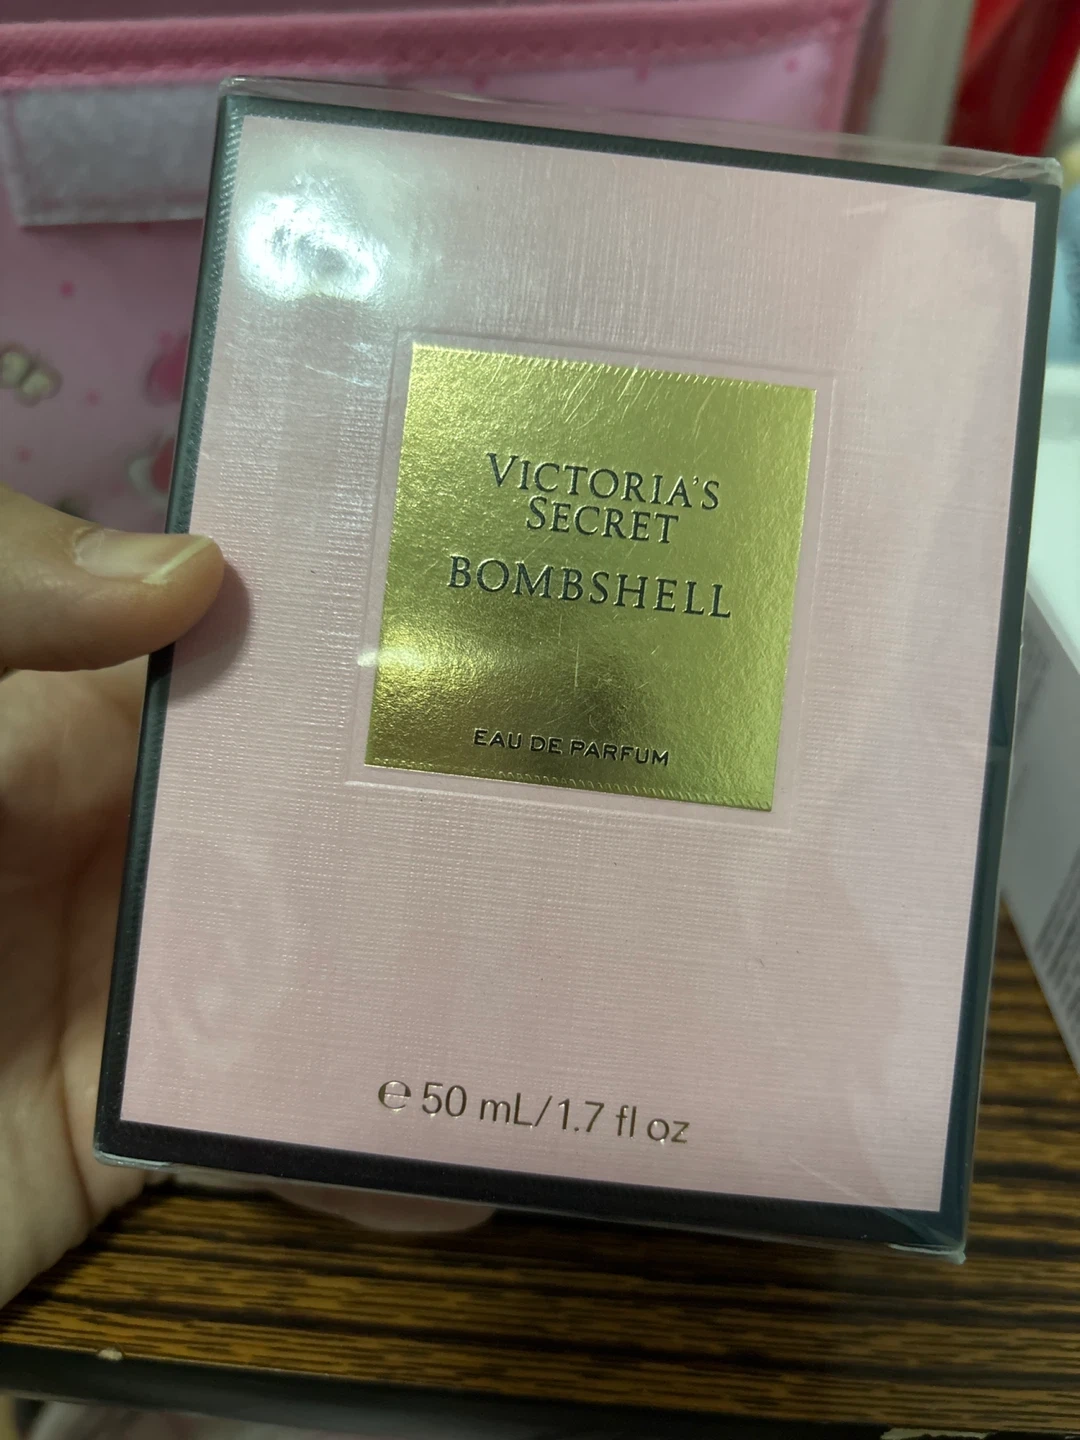 VICTORIA'S
SECRET
BOMBSHELL
EAU DE PARFUM
℮ 50 mL/1.7 fl oz